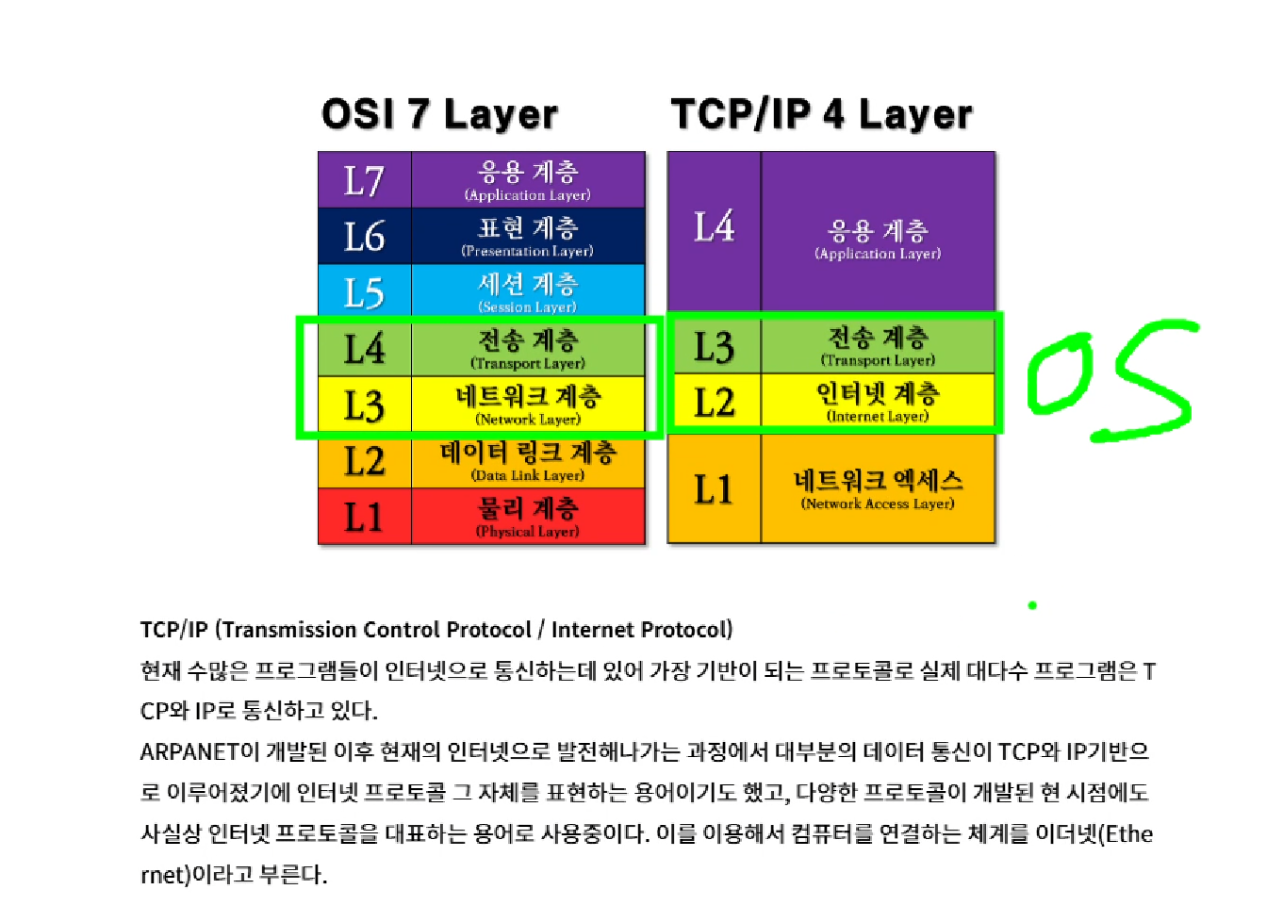 OSI 7 Layer
TCP/IP 4 Layer
L7 응용 계층
(Application Layer)
L6 표현 계층
(Presentation Layer)
L5 세션 계층
(Session Layer)
L4 전송 계층
(Transport Layer)
L3 네트워크 계층
(Network Layer)
L2 데이터 링크 계층
(Data Link Layer)
L1 물리 계층
(Physical Layer)
L4 응용 계층
(Application Layer)
L3 전송 계층
(Transport Layer)
L2 인터넷 계층
(Internet Layer)
L1 네트워크 엑세스
(Network Access Layer)
OS
TCP/IP (Transmission Control Protocol / Internet Protocol)
현재 수많은 프로그램들이 인터넷으로 통신하는데 있어 가장 기반이 되는 프로토콜로 실제 대다수 프로그램은 T
CP와 IP로 통신하고 있다.
ARPANET이 개발된 이후 현재의 인터넷으로 발전해나가는 과정에서 대부분의 데이터 통신이 TCP와 IP기반으
로 이루어졌기에 인터넷 프로토콜 그 자체를 표현하는 용어이기도 했고, 다양한 프로토콜이 개발된 현 시점에도
사실상 인터넷 프로토콜을 대표하는 용어로 사용중이다. 이를 이용해서 컴퓨터를 연결하는 체계를 이더넷(Ethe
rnet)이라고 부른다.